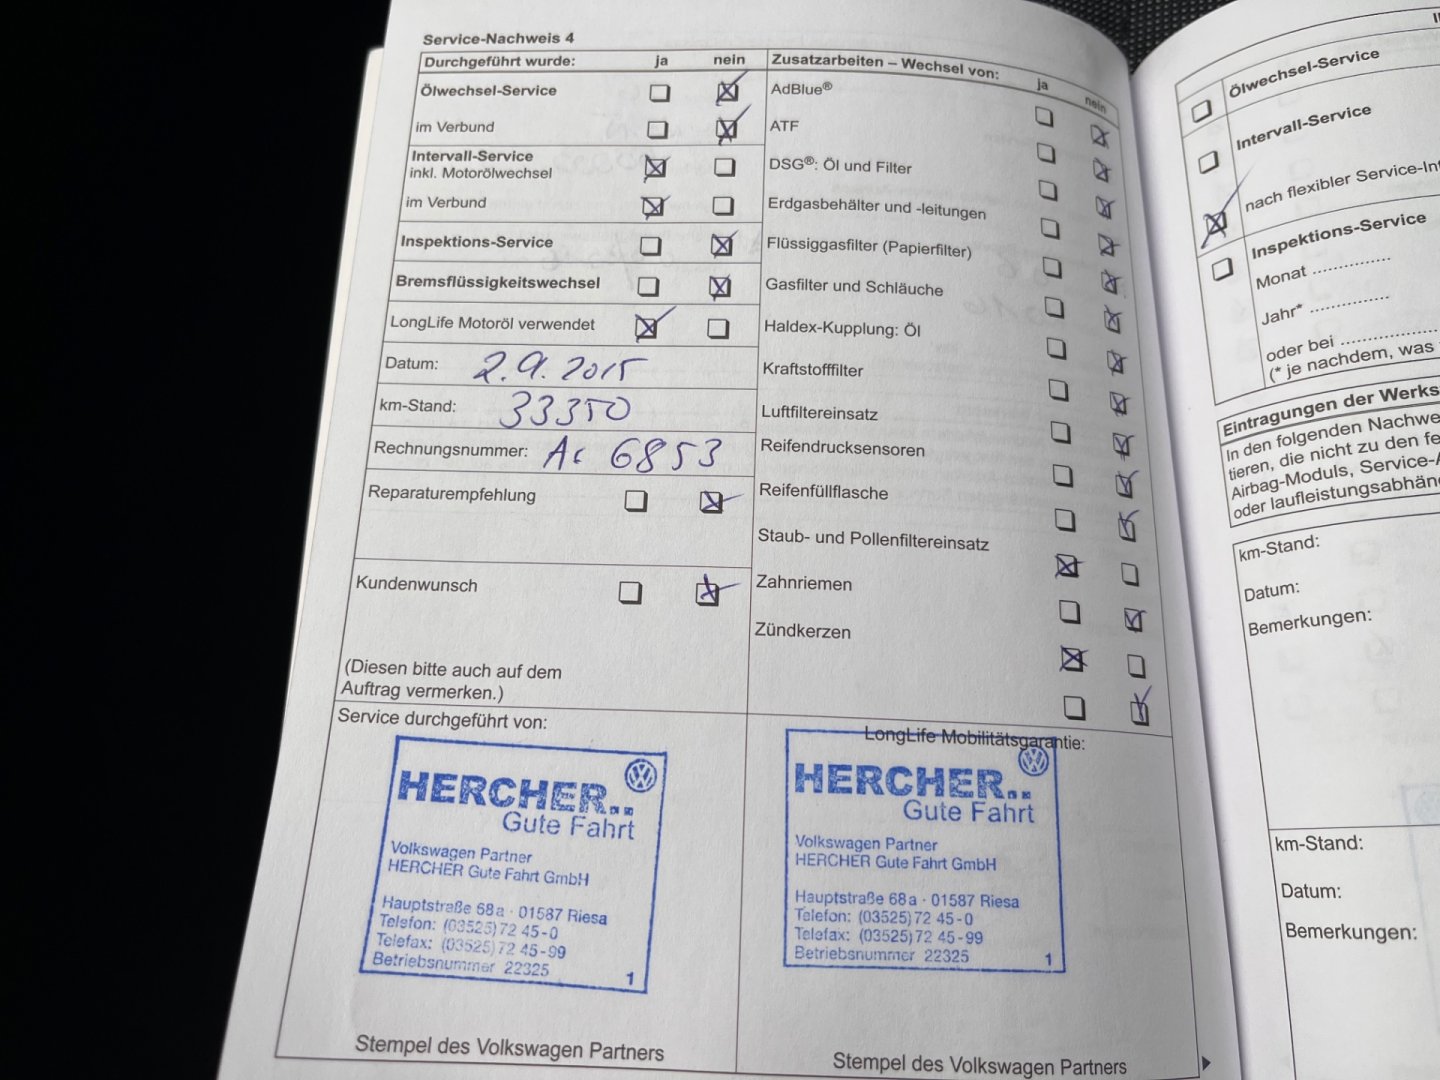 Service-Nachweis 4
Durchgeführt wurde: ja nein
Ölwechsel-Service
im Verbund
Intervall-Service
inkl. Motorölwechsel
im Verbund
Inspektions-Service
Bremsflüssigkeitswechsel
LongLife Motoröl verwendet
Datum: 2.9.2015
km-Stand: 33350
Rechnungsnummer: Ac 6853
Reparaturempfehlung
Kundenwunsch
(Diesen bitte auch auf dem
Auftrag vermerken.)
Zusatzarbeiten – Wechsel von: ja nein
AdBlue®
ATF
DSG®: Öl und Filter
Erdgasbehälter und -leitungen
Flüssiggasfilter (Papierfilter)
Gasfilter und Schläuche
Haldex-Kupplung: Öl
Kraftstofffilter
Luftfiltereinsatz
Reifendrucksensoren
Reifenfüllflasche
Staub- und Pollenfiltereinsatz
Zahnriemen
Zündkerzen
Service durchgeführt von:
HERCHER..
Gute Fahrt
Volkswagen Partner
HERCHER Gute Fahrt GmbH
Hauptstraße 68a · 01587 Riesa
Telefon: (03525) 72 45-0
Telefax: (03525) 72 45-99
Betriebsnummer 22325 1
Stempel des Volkswagen Partners
LongLife Mobilitätsgarantie:
HERCHER..
Gute Fahrt
Volkswagen Partner
HERCHER Gute Fahrt GmbH
Hauptstraße 68a · 01587 Riesa
Telefon: (03525) 72 45-0
Telefax: (03525) 72 45-99
Betriebsnummer 22325 1
Stempel des Volkswagen Partners
Ölwechsel-Service
Intervall-Service
nach flexibler Service-Int
Inspektions-Service
Monat ..............
Jahr* ..............
oder bei ................
(* je nachdem, was
Eintragungen der Werks
In den folgenden Nachwe
tieren, die nicht zu den fe
Airbag-Moduls, Service-A
oder laufleistungsabhän
km-Stand:
Datum:
Bemerkungen:
km-Stand:
Datum:
Bemerkungen: